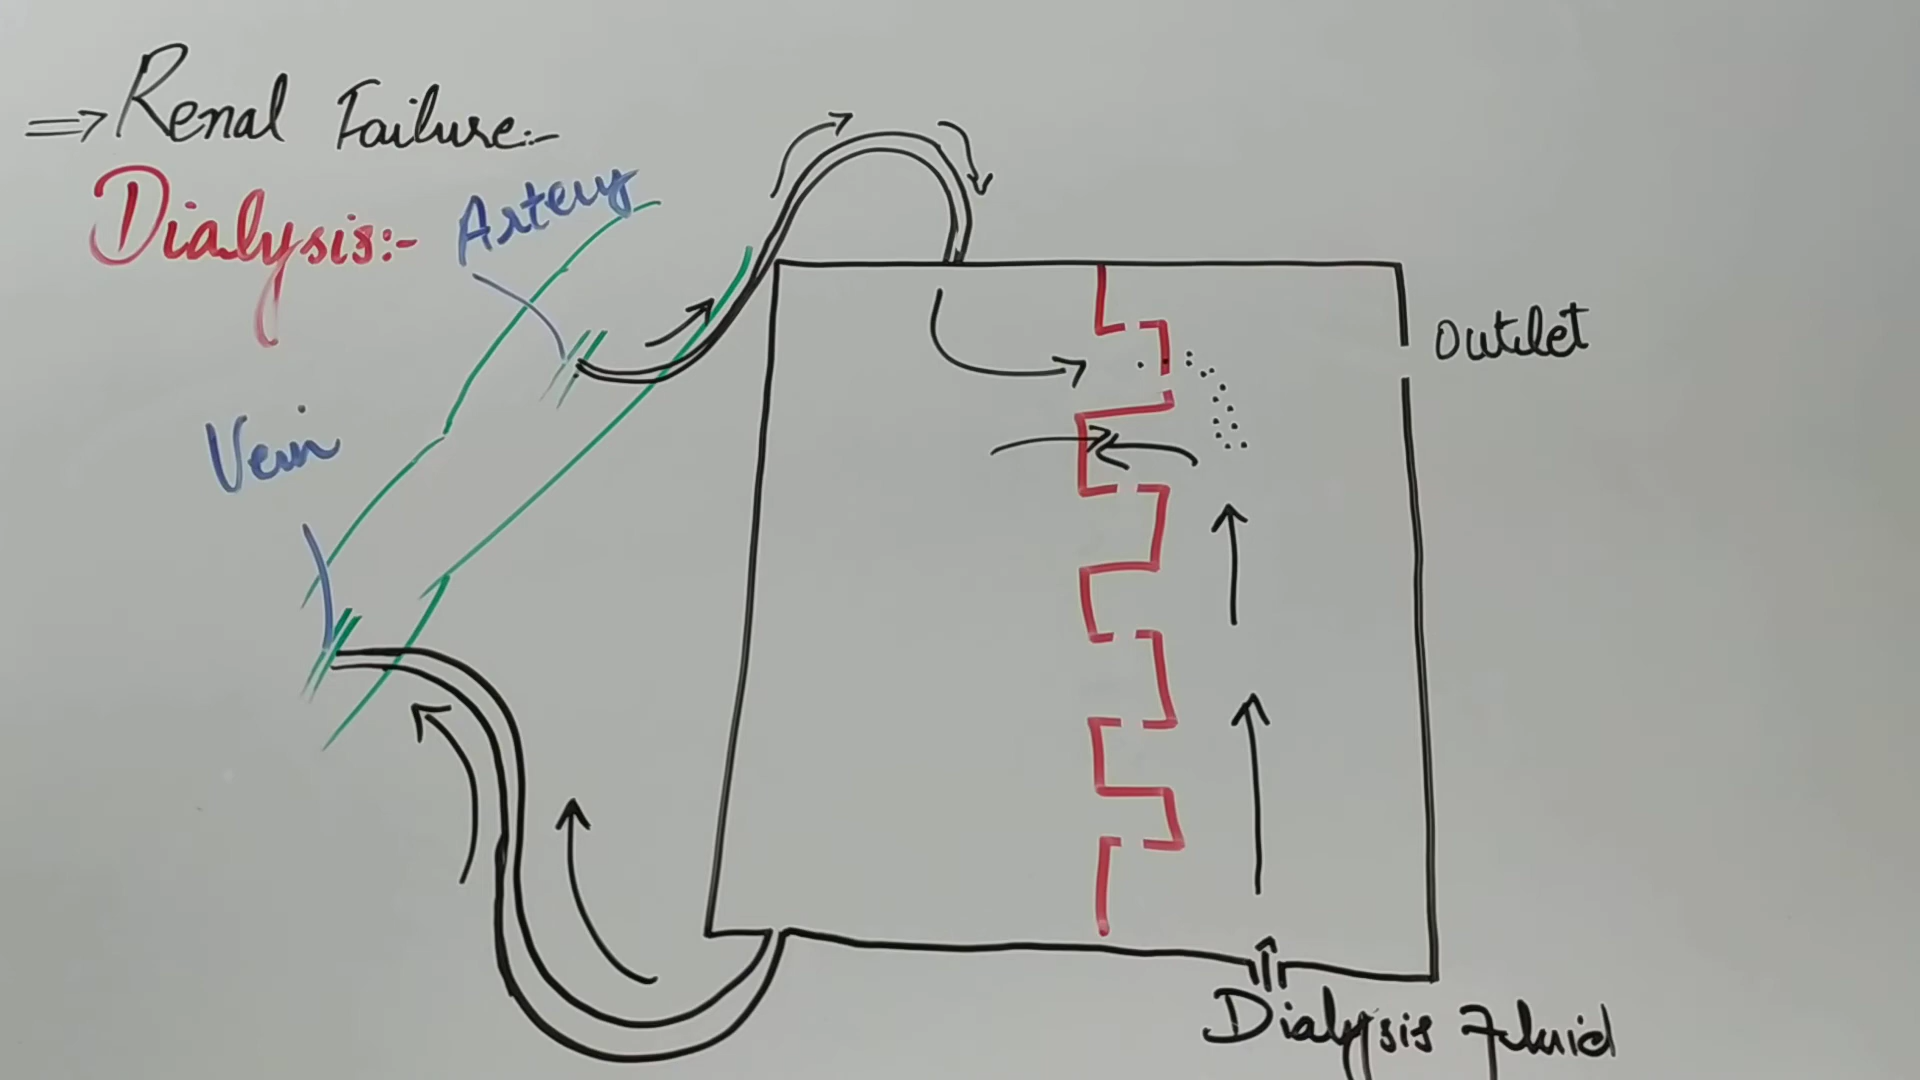 ⇒ Renal Failure:-
Dialysis:-
Artery
Vein
Outlet
Dialysis Fluid